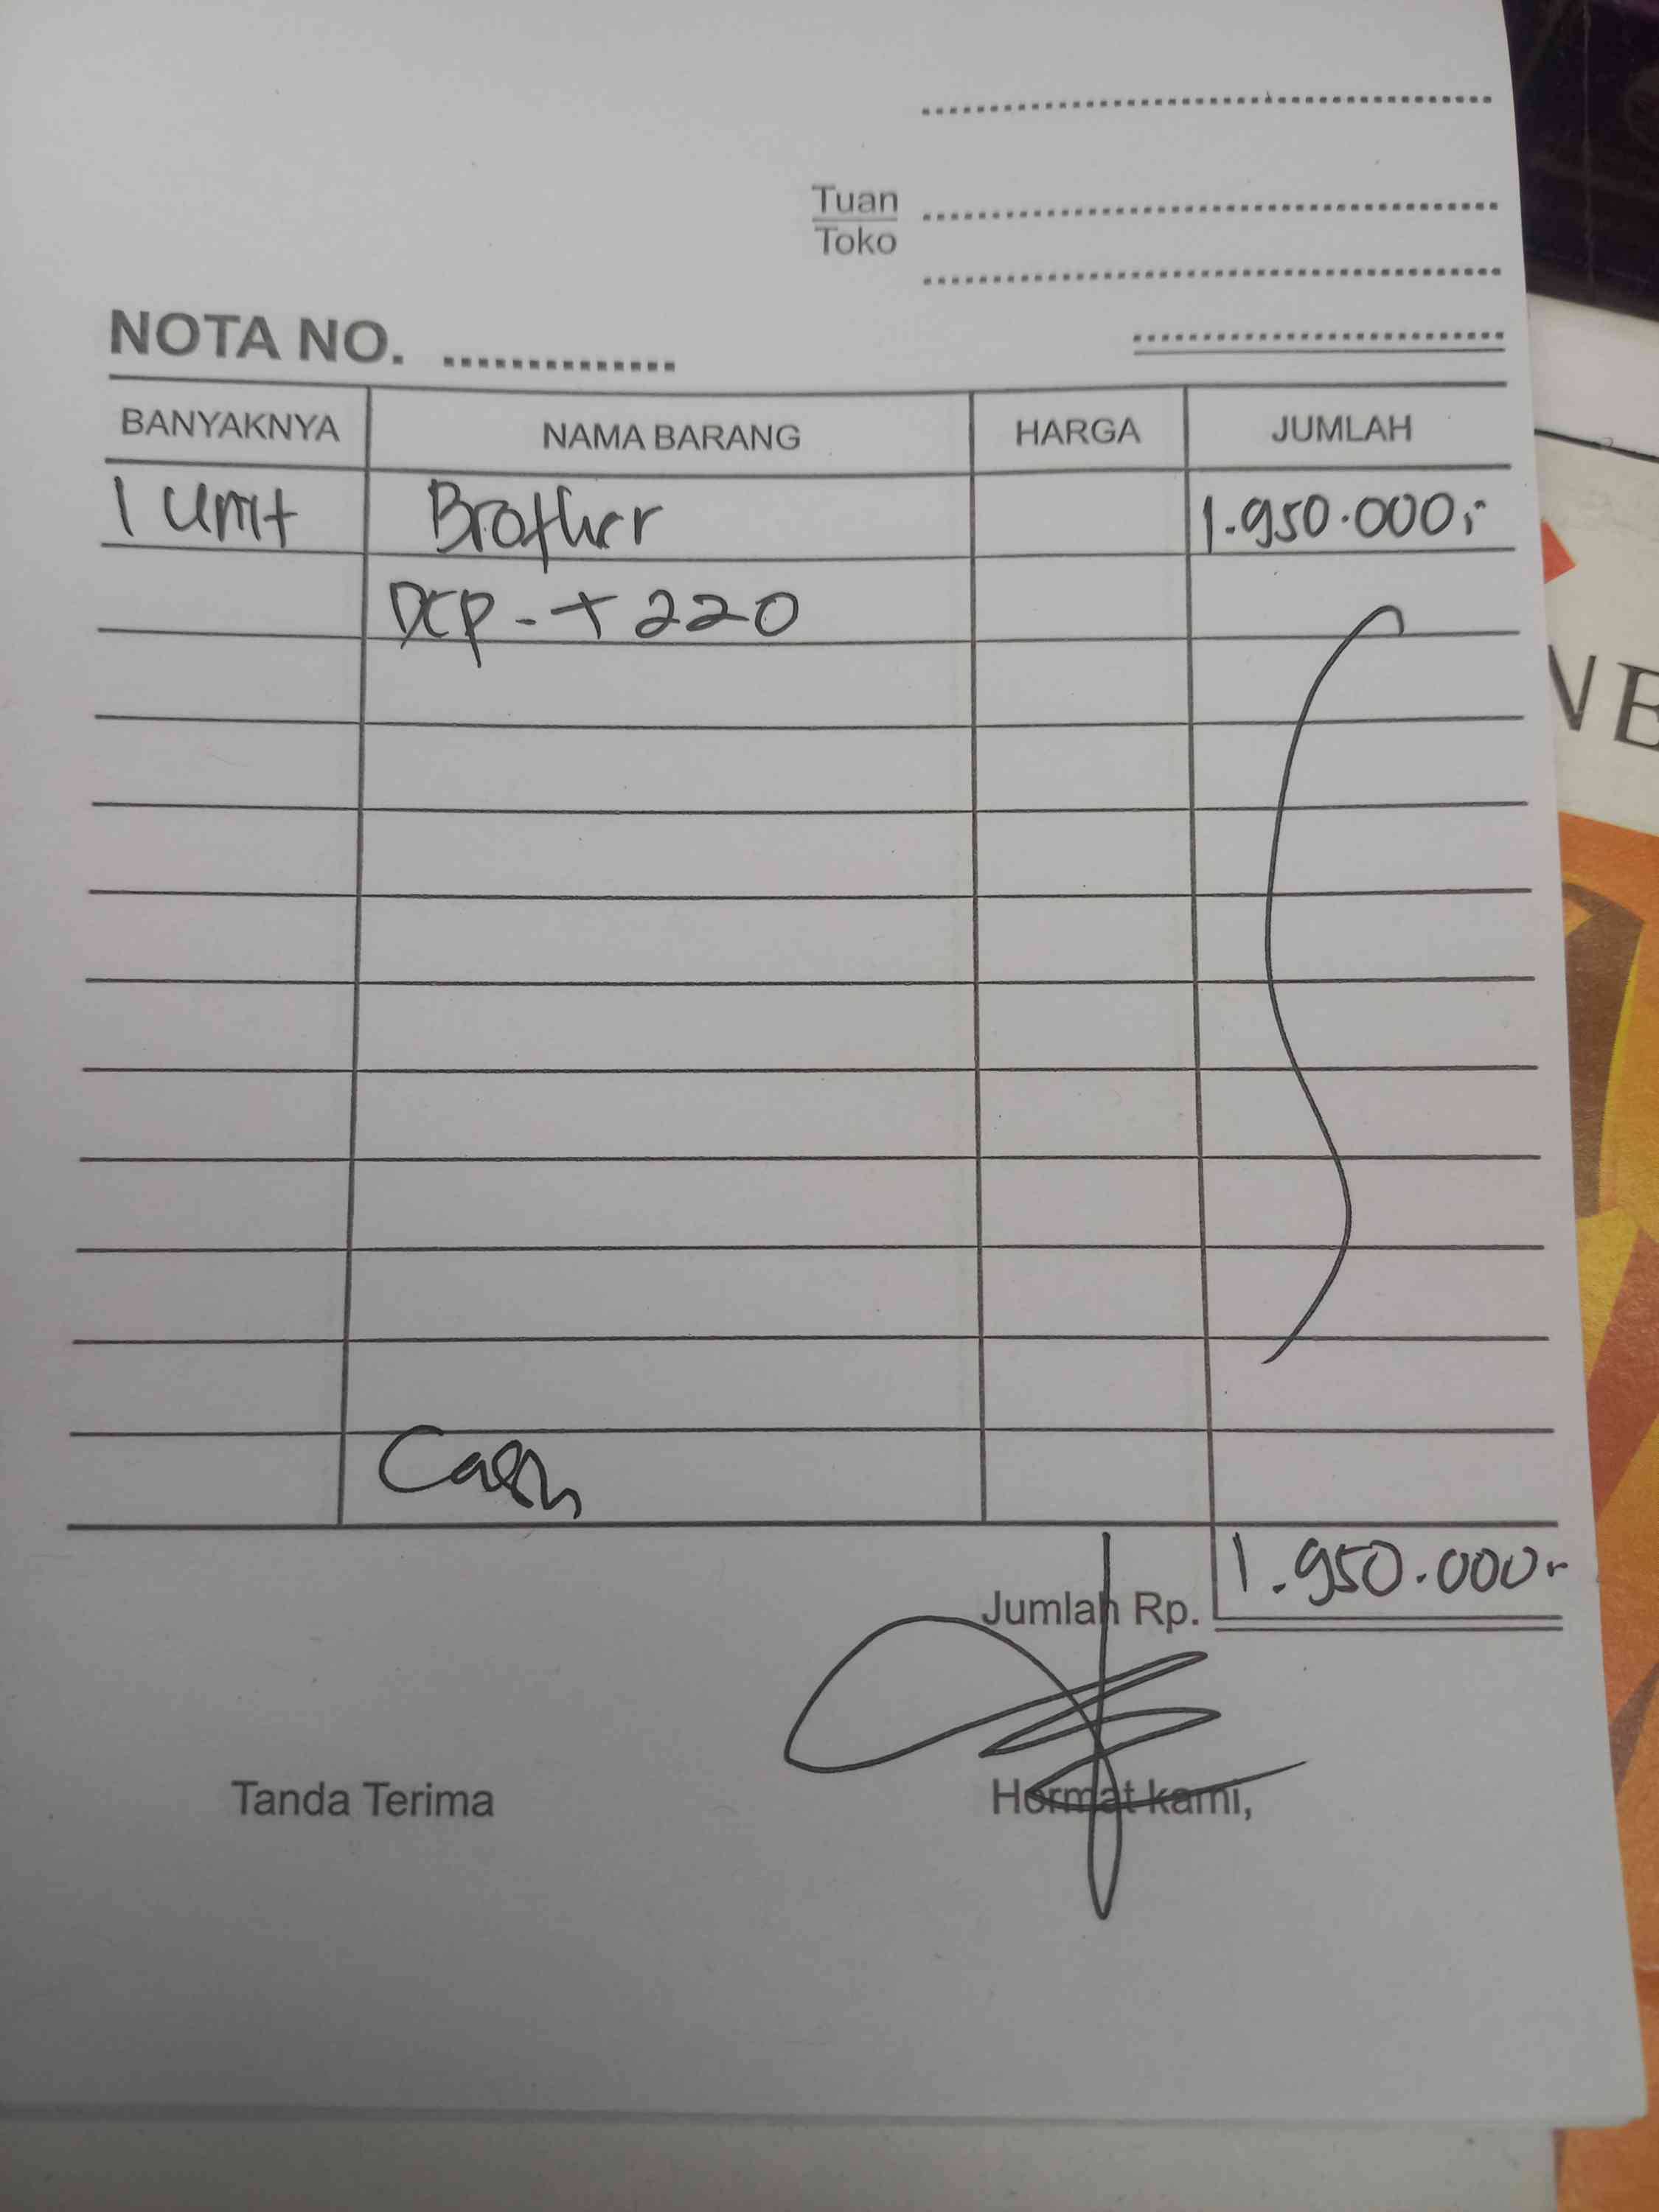 Tuan
Toko
NOTA NO. ..............
BANYAKNYA NAMA BARANG HARGA JUMLAH
1 Unit Brother 1.950.000,-
DCP - T 220
Cash
Jumlah Rp. 1.950.000,-
Tanda Terima Hormat kami,